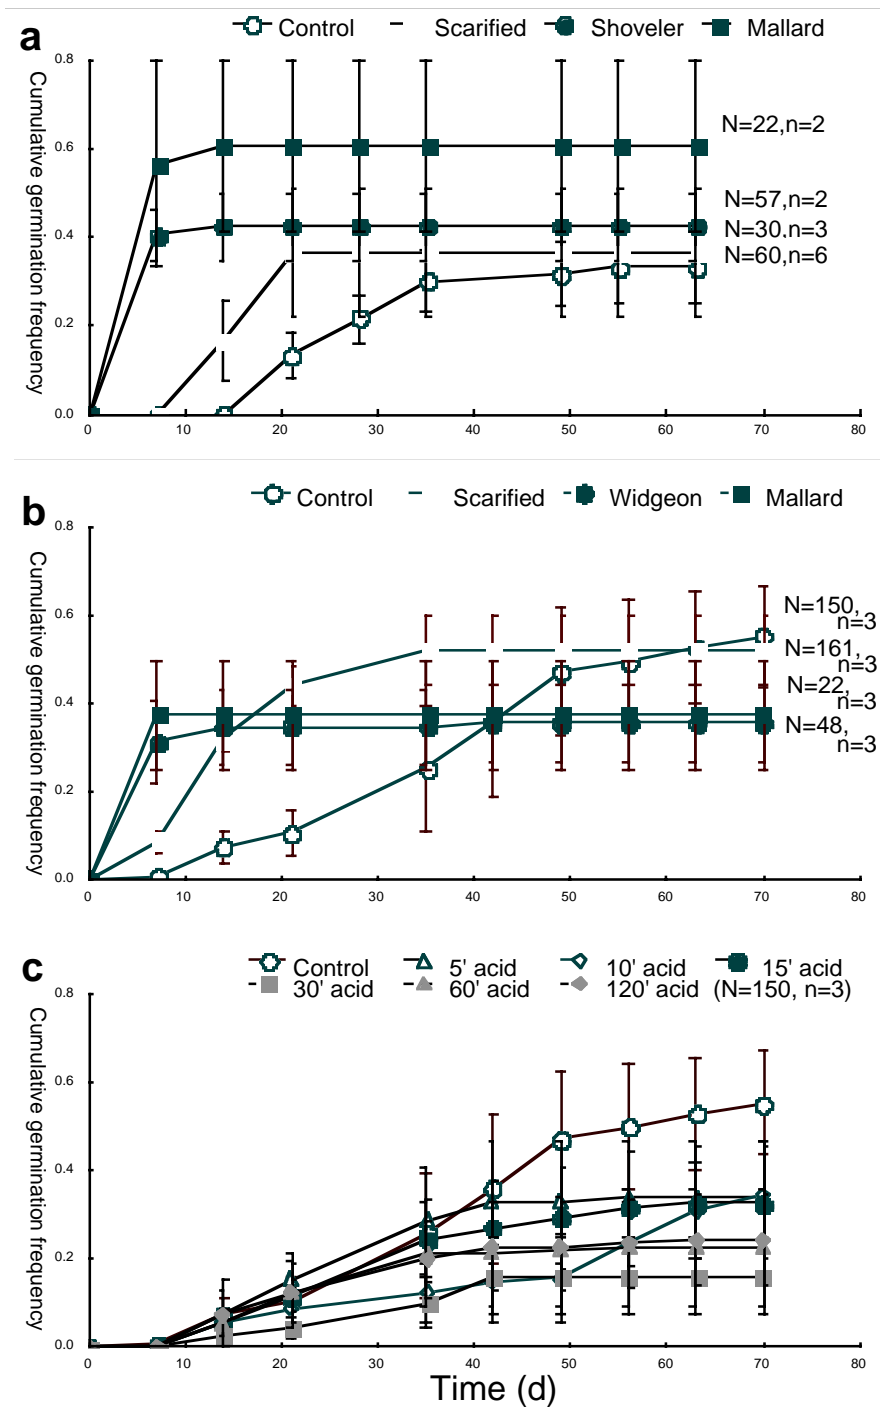 a
Control Scarified Shoveler Mallard
Cumulative germination frequency
0.8
0.6
0.4
0.2
0.0
N=22,n=2
N=57,n=2
N=30.n=3
N=60,n=6
0 10 20 30 40 50 60 70 80
b
Control Scarified Widgeon Mallard
Cumulative germination frequency
0.8
0.6
0.4
0.2
0.0
N=150,
n=3
N=161,
n=3
N=22,
n=3
N=48,
n=3
0 10 20 30 40 50 60 70 80
c
Control 5' acid 10' acid 15' acid
30' acid 60' acid 120' acid (N=150, n=3)
Cumulative germination frequency
0.8
0.6
0.4
0.2
0.0
0 10 20 30 40 50 60 70 80
Time (d)